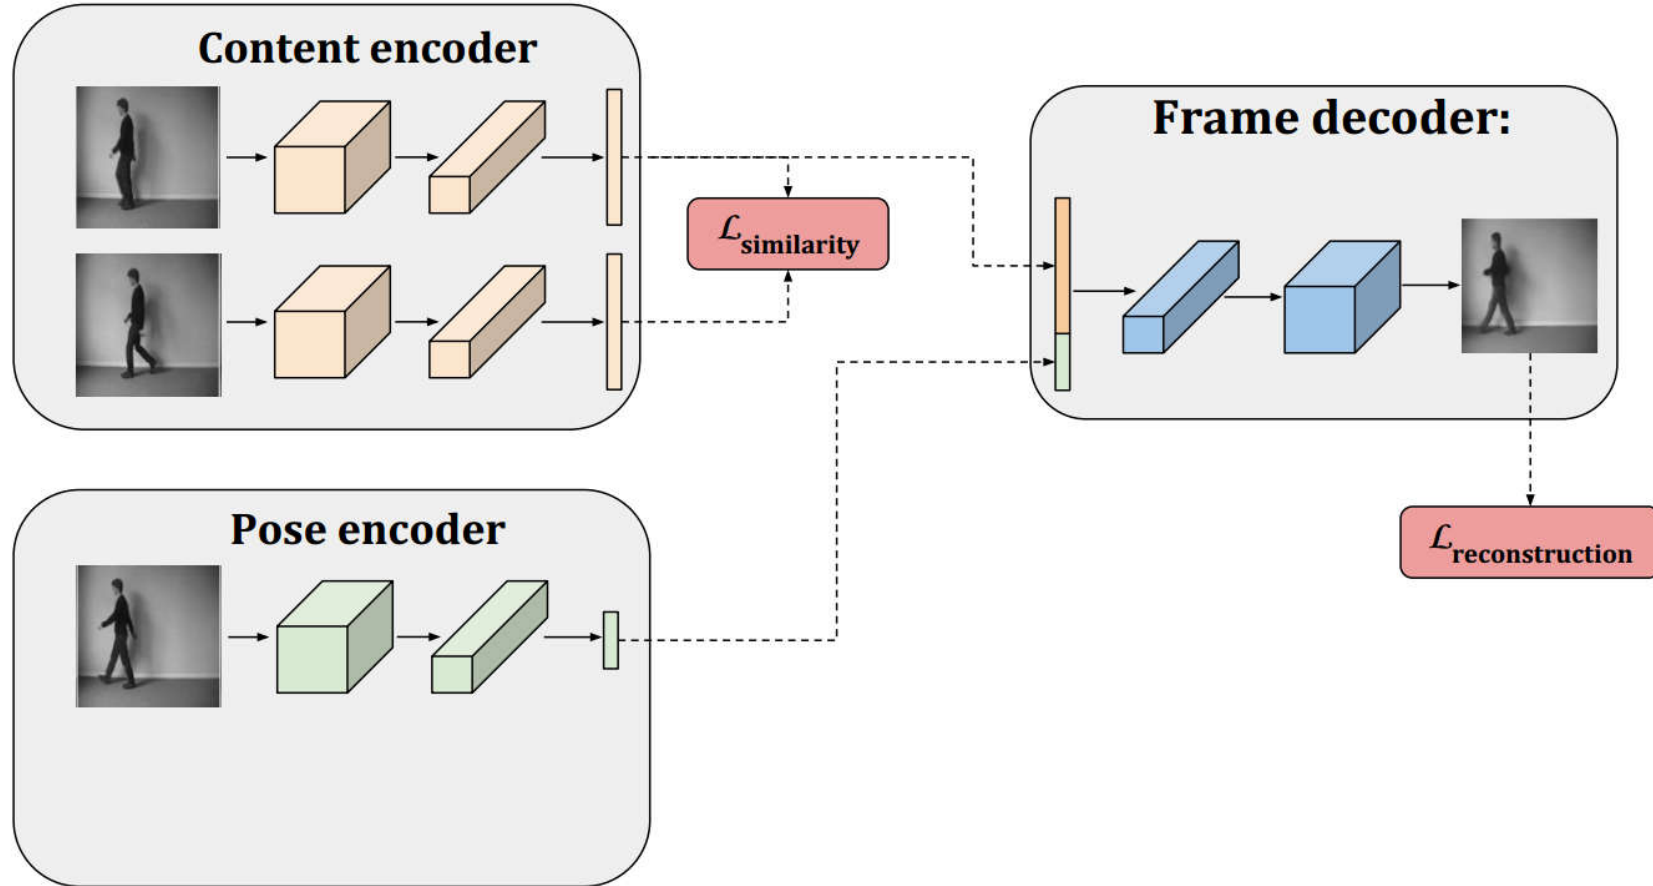 Content encoder
Frame decoder:
ℒsimilarity
Pose encoder
ℒreconstruction